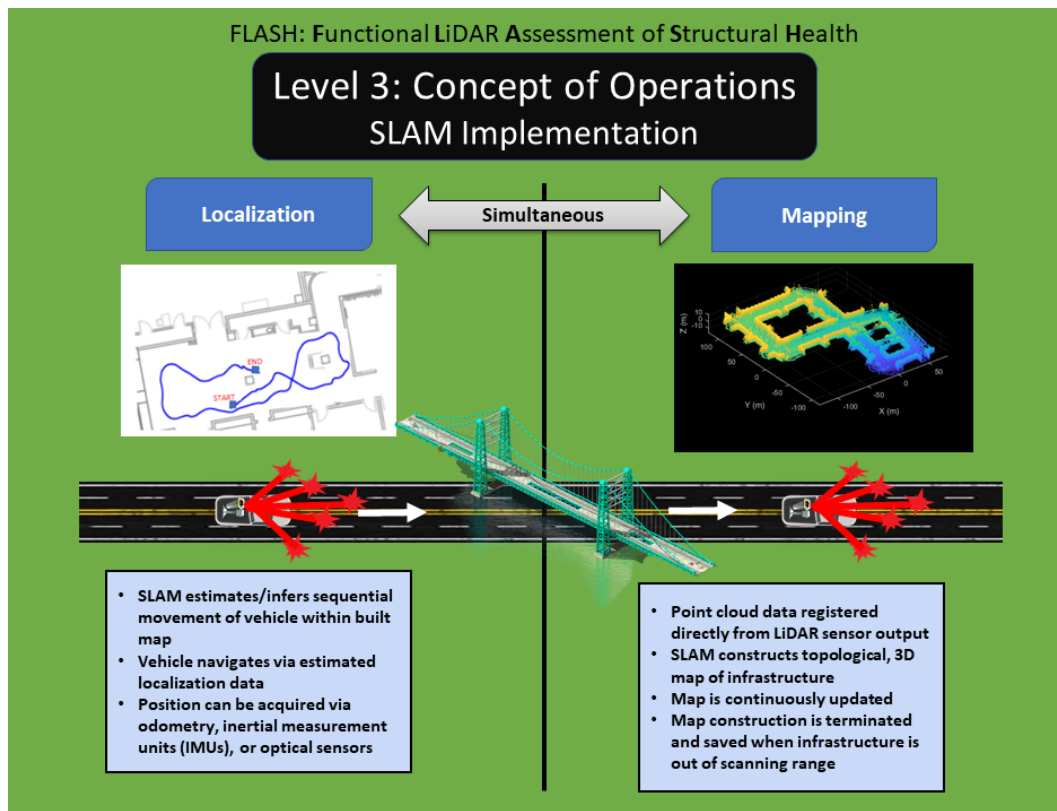 FLASH: Functional LiDAR Assessment of Structural Health
Level 3: Concept of Operations
SLAM Implementation
Localization
Simultaneous
Mapping
END
START
Z (m)
10
0
-10
100
50
0
-50
-100
Y (m)
50
0
-50
X (m)
• SLAM estimates/infers sequential
movement of vehicle within built
map
• Vehicle navigates via estimated
localization data
• Position can be acquired via
odometry, inertial measurement
units (IMUs), or optical sensors
• Point cloud data registered
directly from LiDAR sensor output
• SLAM constructs topological, 3D
map of infrastructure
• Map is continuously updated
• Map construction is terminated
and saved when infrastructure is
out of scanning range